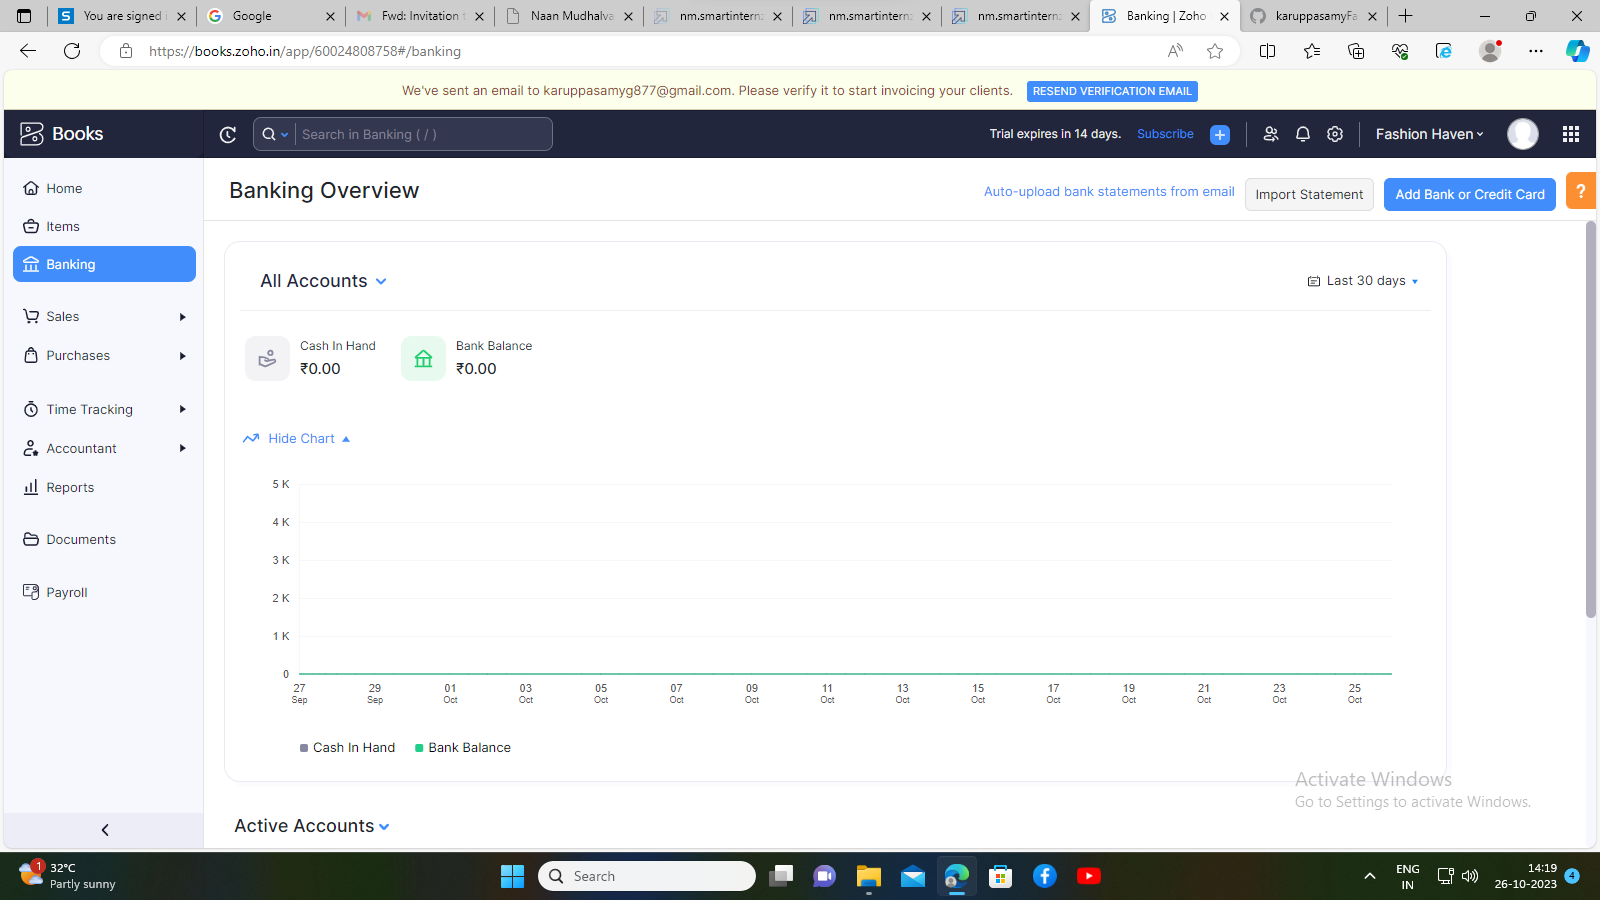 You are signed i
Google
Fwd: Invitation t
Naan Mudhalva
nm.smartintern
nm.smartintern
nm.smartintern
Banking | Zoho
karuppasamyFa
https://books.zoho.in/app/60024808758#/banking
We've sent an email to karuppasamyg877@gmail.com. Please verify it to start invoicing your clients.
RESEND VERIFICATION EMAIL
Books
Search in Banking ( / )
Trial expires in 14 days.
Subscribe
Fashion Haven
Home
Items
Banking
Sales
Purchases
Time Tracking
Accountant
Reports
Documents
Payroll
Banking Overview
Auto-upload bank statements from email
Import Statement
Add Bank or Credit Card
?
All Accounts
Last 30 days
Cash In Hand
₹0.00
Bank Balance
₹0.00
Hide Chart
5 K
4 K
3 K
2 K
1 K
0
27 29 01 03 05 07 09 11 13 15 17 19 21 23 25
Sep Sep Oct Oct Oct Oct Oct Oct Oct Oct Oct Oct Oct Oct Oct
Cash In Hand
Bank Balance
Activate Windows
Go to Settings to activate Windows.
Active Accounts
1
32°C
Partly sunny
Search
ENG
IN
14:19
26-10-2023
4